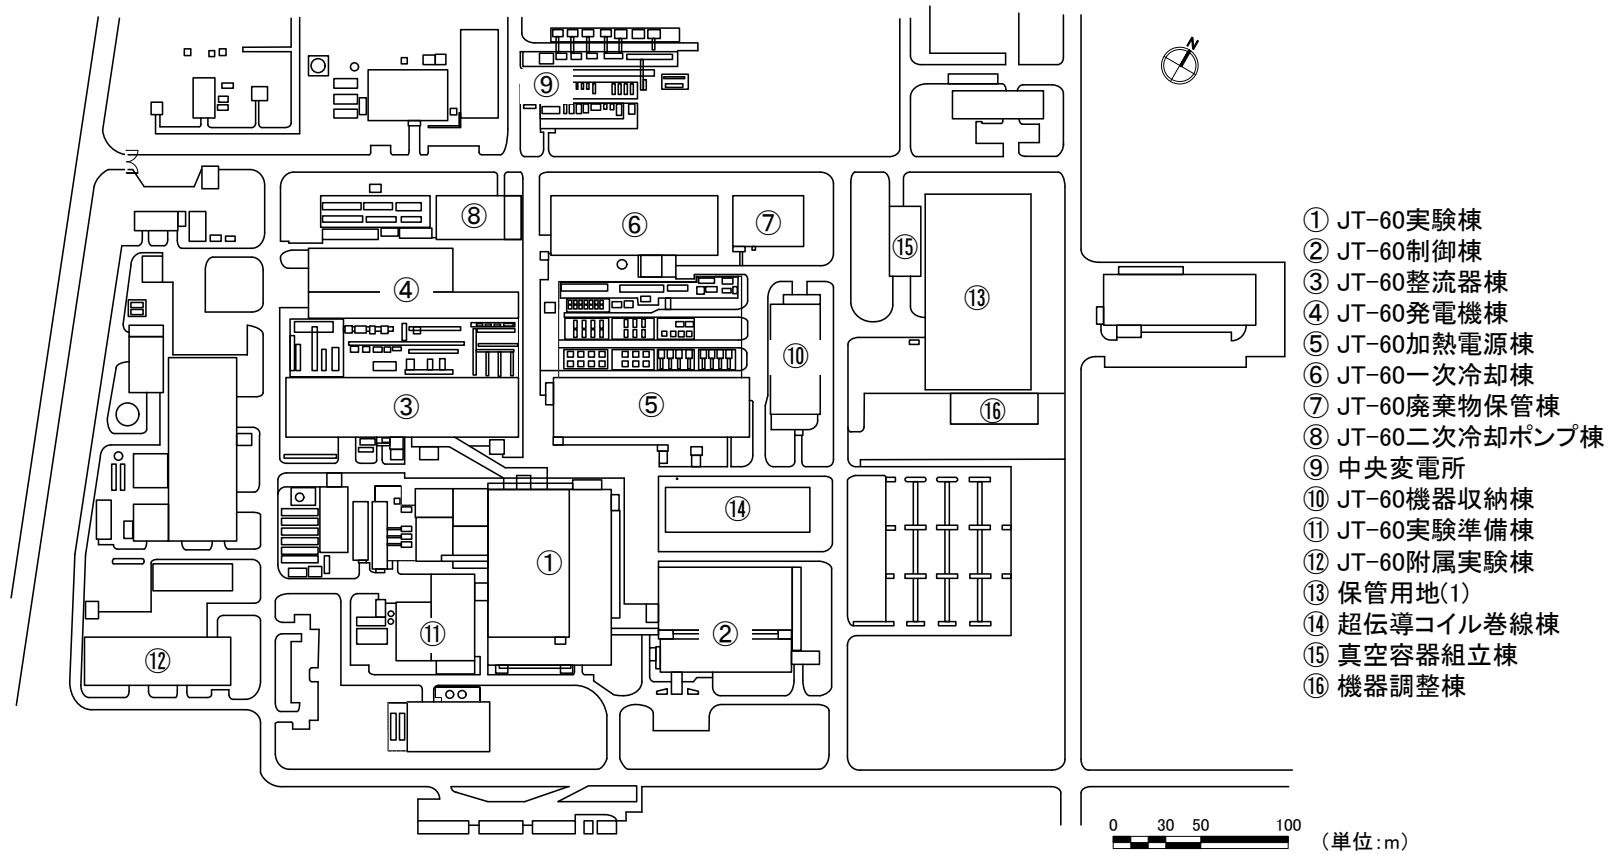 N
⑨
⑧
⑥
⑦
⑮
④
⑬
⑩
③
⑤
⑯
⑭
①
⑪
②
⑫
① JT-60実験棟
② JT-60制御棟
③ JT-60整流器棟
④ JT-60発電機棟
⑤ JT-60加熱電源棟
⑥ JT-60一次冷却棟
⑦ JT-60廃棄物保管棟
⑧ JT-60二次冷却ポンプ棟
⑨ 中央変電所
⑩ JT-60機器収納棟
⑪ JT-60実験準備棟
⑫ JT-60附属実験棟
⑬ 保管用地(1)
⑭ 超伝導コイル巻線棟
⑮ 真空容器組立棟
⑯ 機器調整棟
0 30 50 100 (単位:m)